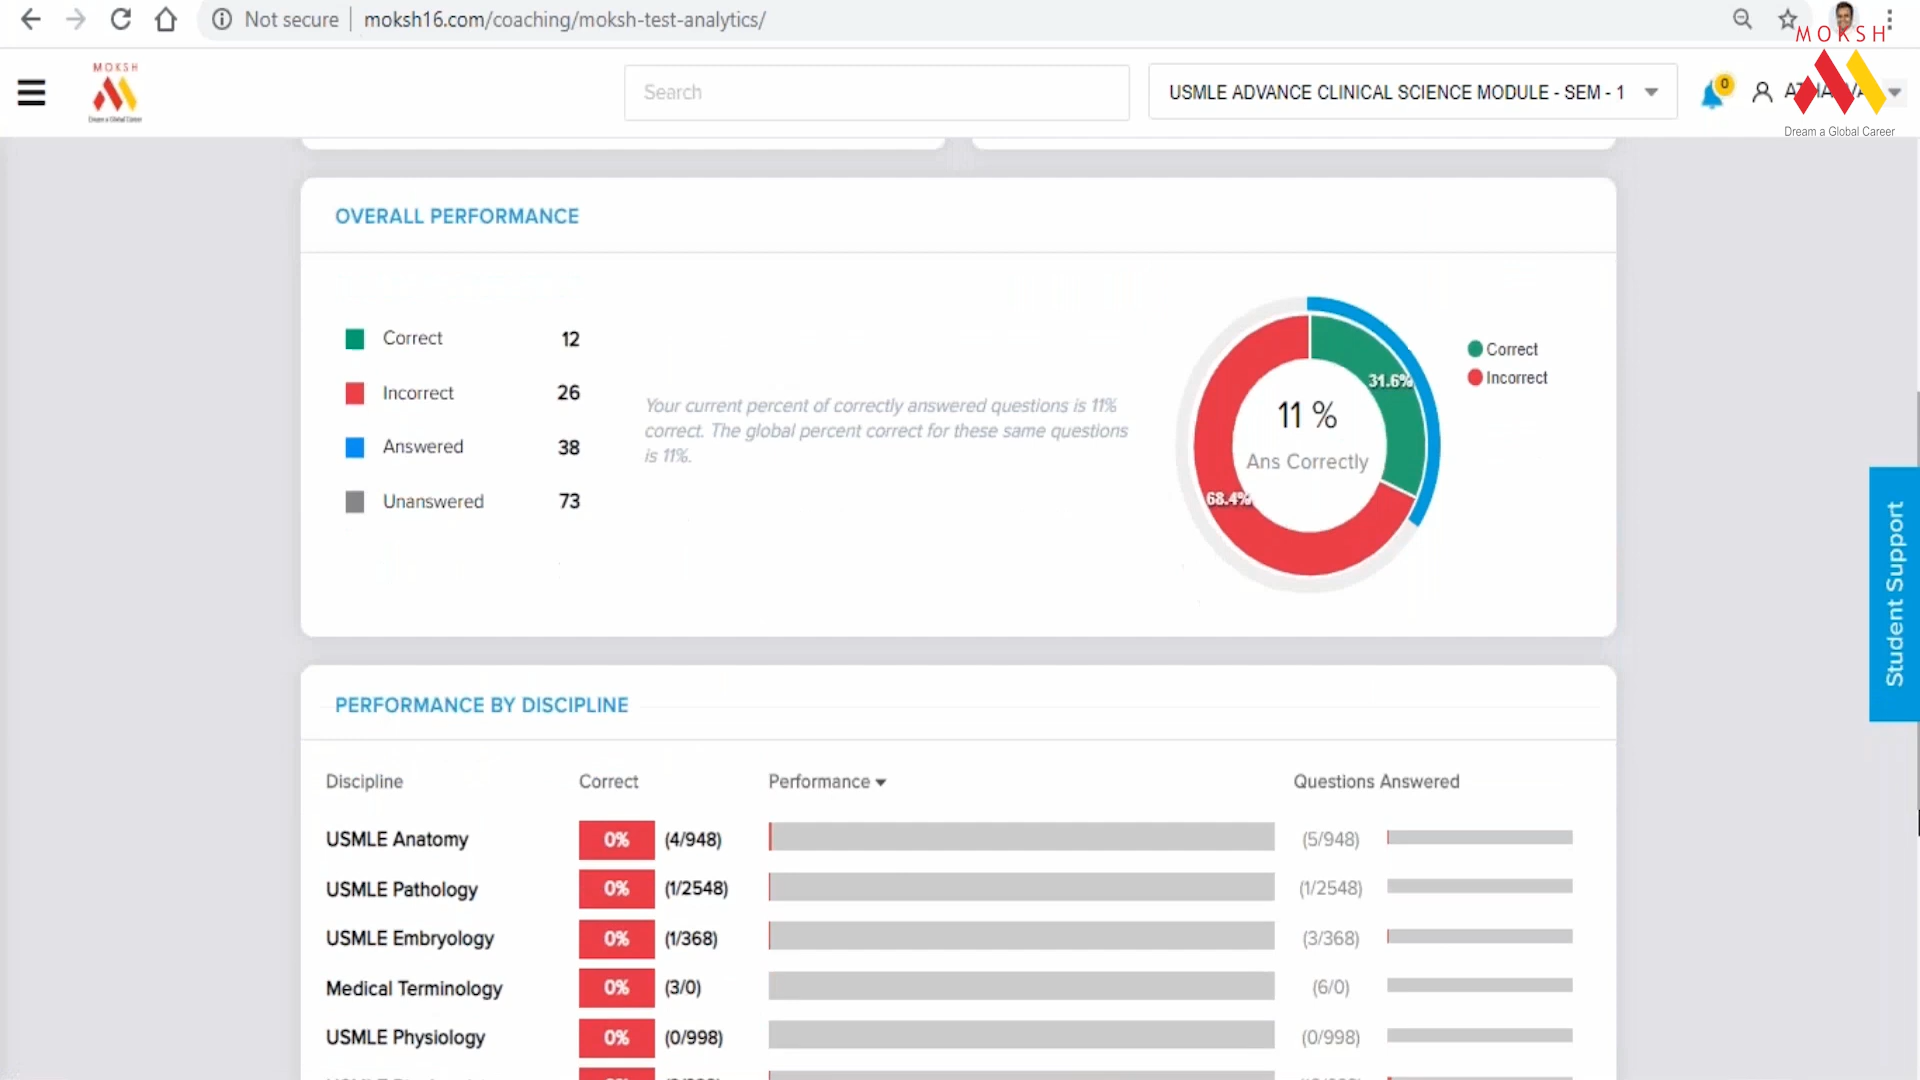 Not secure
moksh16.com/coaching/moksh-test-analytics/
MOKSH
Dream a Global Career
MOKSH
Dream a Global Career
Search
USMLE ADVANCE CLINICAL SCIENCE MODULE - SEM - 1
0
OVERALL PERFORMANCE
Correct 12
Incorrect 26
Answered 38
Unanswered 73
Your current percent of correctly answered questions is 11%
correct. The global percent correct for these same questions
is 11%.
31.6%
68.4%
11 %
Ans Correctly
Correct
Incorrect
Student Support
PERFORMANCE BY DISCIPLINE
Discipline Correct Performance Questions Answered
USMLE Anatomy 0% (4/948) (5/948)
USMLE Pathology 0% (1/2548) (1/2548)
USMLE Embryology 0% (1/368) (3/368)
Medical Terminology 0% (3/0) (6/0)
USMLE Physiology 0% (0/998) (0/998)